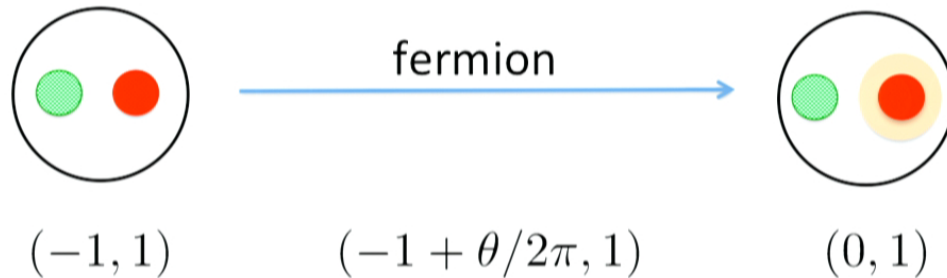 fermion
(−1, 1) (−1 + θ/2π, 1) (0, 1)